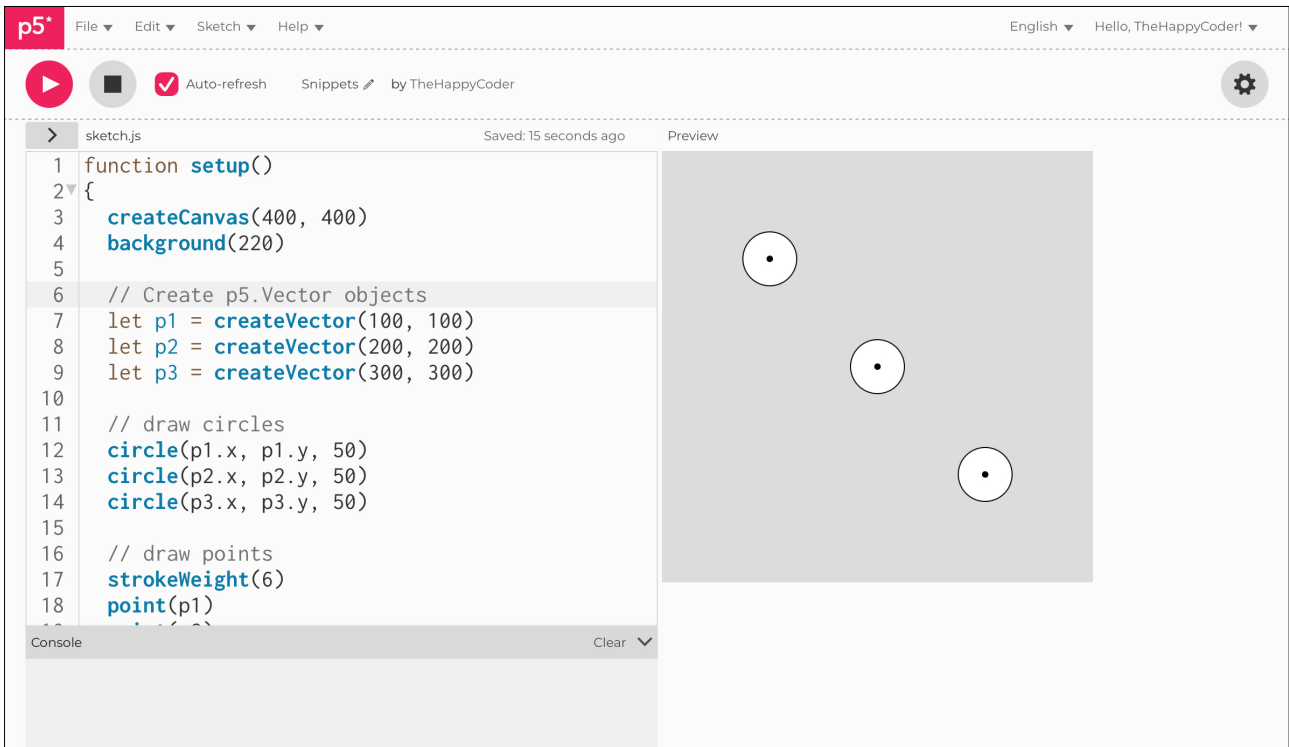 p5* File Edit Sketch Help English Hello, TheHappyCoder!
Auto-refresh Snippets by TheHappyCoder
sketch.js Saved: 15 seconds ago Preview
1 function setup()
2 {
3 createCanvas(400, 400)
4 background(220)
5
6 // Create p5.Vector objects
7 let p1 = createVector(100, 100)
8 let p2 = createVector(200, 200)
9 let p3 = createVector(300, 300)
10
11 // draw circles
12 circle(p1.x, p1.y, 50)
13 circle(p2.x, p2.y, 50)
14 circle(p3.x, p3.y, 50)
15
16 // draw points
17 strokeWeight(6)
18 point(p1)
Console Clear